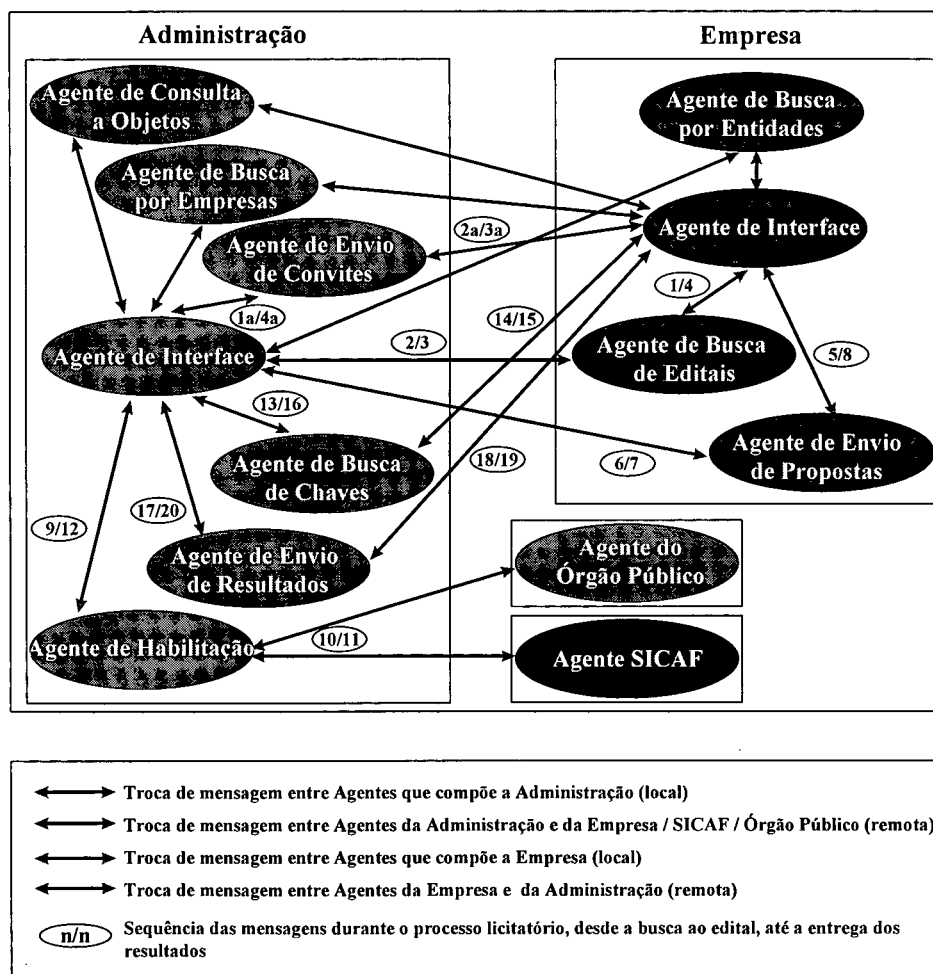 Administração
Empresa
Agente de Consulta
a Objetos
Agente de Busca
por Empresas
Agente de Envio
de Convites
1a/4a
2a/3a
Agente de Interface
13/16
Agente de Busca
de Chaves
9/12
17/20
Agente de Envio
de Resultados
Agente de Habilitação
10/11
14/15
2/3
18/19
6/7
Agente de Busca
por Entidades
Agente de Interface
1/4
Agente de Busca
de Editais
5/8
Agente de Envio
de Propostas
Agente do
Órgão Público
Agente SICAF
Troca de mensagem entre Agentes que compõe a Administração (local)
Troca de mensagem entre Agentes da Administração e da Empresa / SICAF / Órgão Público (remota)
Troca de mensagem entre Agentes que compõe a Empresa (local)
Troca de mensagem entre Agentes da Empresa e da Administração (remota)
n/n
Sequência das mensagens durante o processo licitatório, desde a busca ao edital, até a entrega dos
resultados